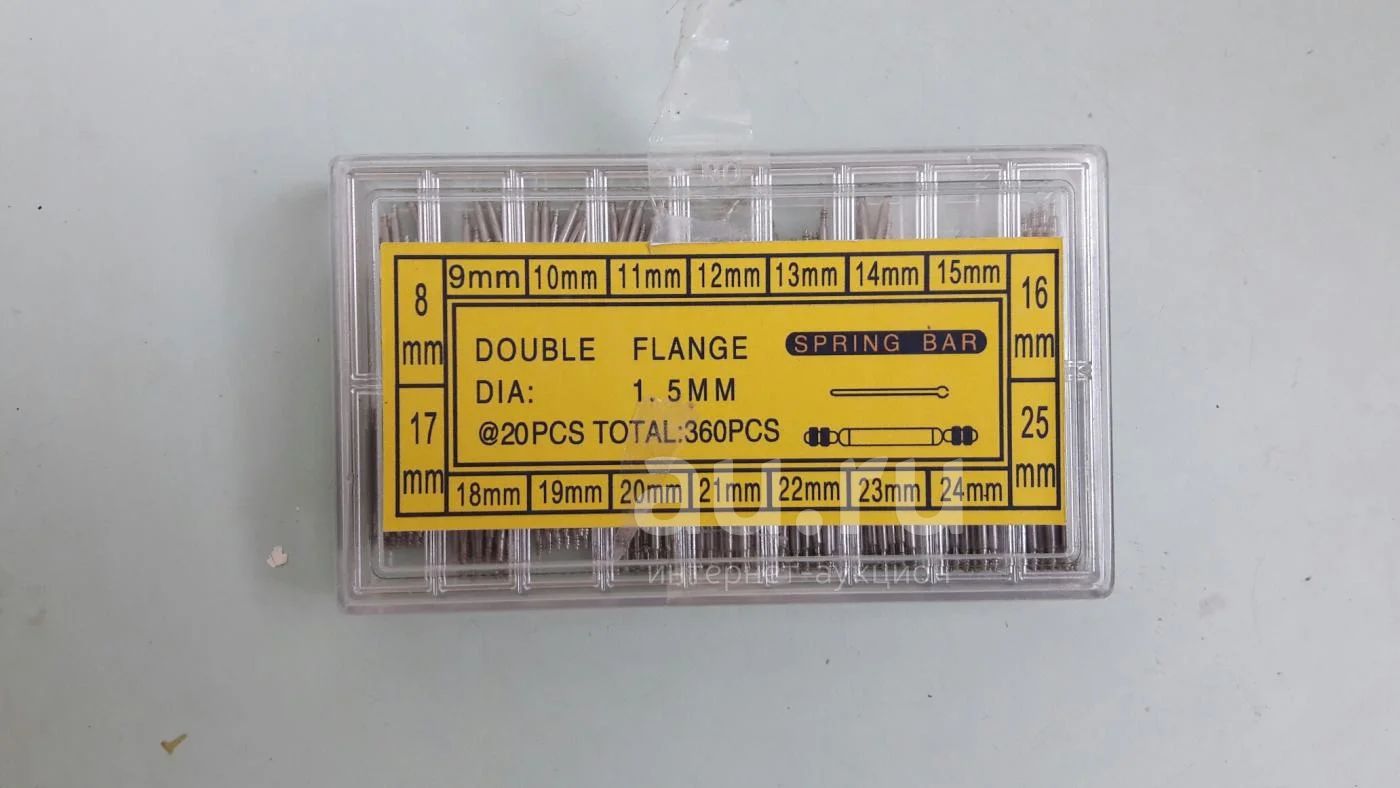 8 mm
9mm 10mm 11mm 12mm 13mm 14mm 15mm
16 mm
DOUBLE FLANGE SPRING BAR
DIA: 1.5MM
@20PCS TOTAL:360PCS
17 mm
18mm 19mm 20mm 21mm 22mm 23mm 24mm
25 mm
au.ru
интернет-аукцион